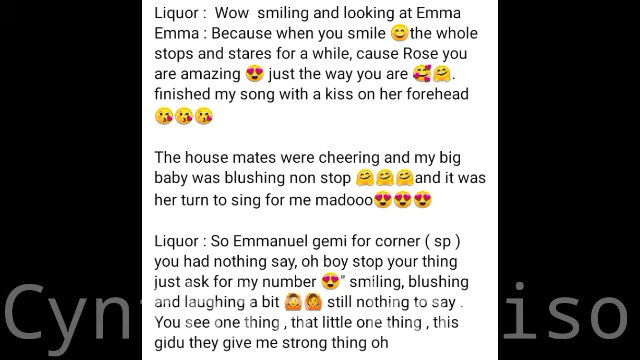 Liquor :  Wow  smiling and looking at Emma
Emma : Because when you smile 😊the whole
stops and stares for a while, cause Rose you
are amazing 😍 just the way you are 🥰🤗.
finished my song with a kiss on her forehead
😘😘😘
The house mates were cheering and my big
baby was blushing non stop 🤗🤗🤗and it was
her turn to sing for me madooo😍😍😍
Liquor : So Emmanuel gemi for corner ( sp )
you had nothing say, oh boy stop your thing
just ask for my number 😍" smiling, blushing
and laughing a bit 🙆🙆 still nothing to say .
You see one thing , that little one thing , this
gidu they give me strong thing oh